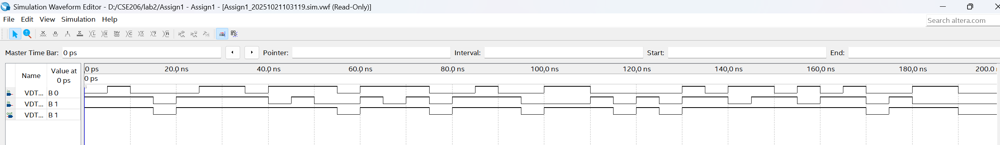 Simulation Waveform Editor - D:/CSE206/lab2/Assign1 - Assign1 - [Assign1_20251021103119.sim.vwf (Read-Only)]
File Edit View Simulation Help
Search altera.com
Master Time Bar: 0 ps Pointer: Interval: Start: End:
Name Value at 0 ps
0 ps 20.0 ns 40.0 ns 60.0 ns 80.0 ns 100.0 ns 120.0 ns 140.0 ns 160.0 ns 180.0 ns 200.0
0 ps
in VDT... B 0
in VDT... B 1
out VDT... B 1